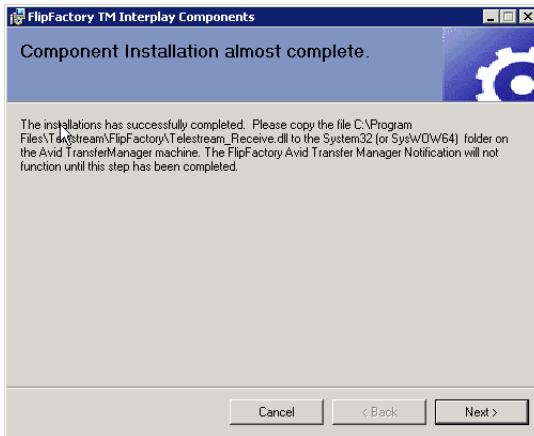 FlipFactory TM Interplay Components
Component Installation almost complete.
The installations has successfully completed.  Please copy the file C:\Program
Files\Telestream\FlipFactory\Telestream_Receive.dll to the System32 (or SysWOW64)  folder on
the Avid TransferManager machine. The FlipFactory Avid Transfer Manager Notification will not
function until this step has been completed.
Cancel
< Back
Next >